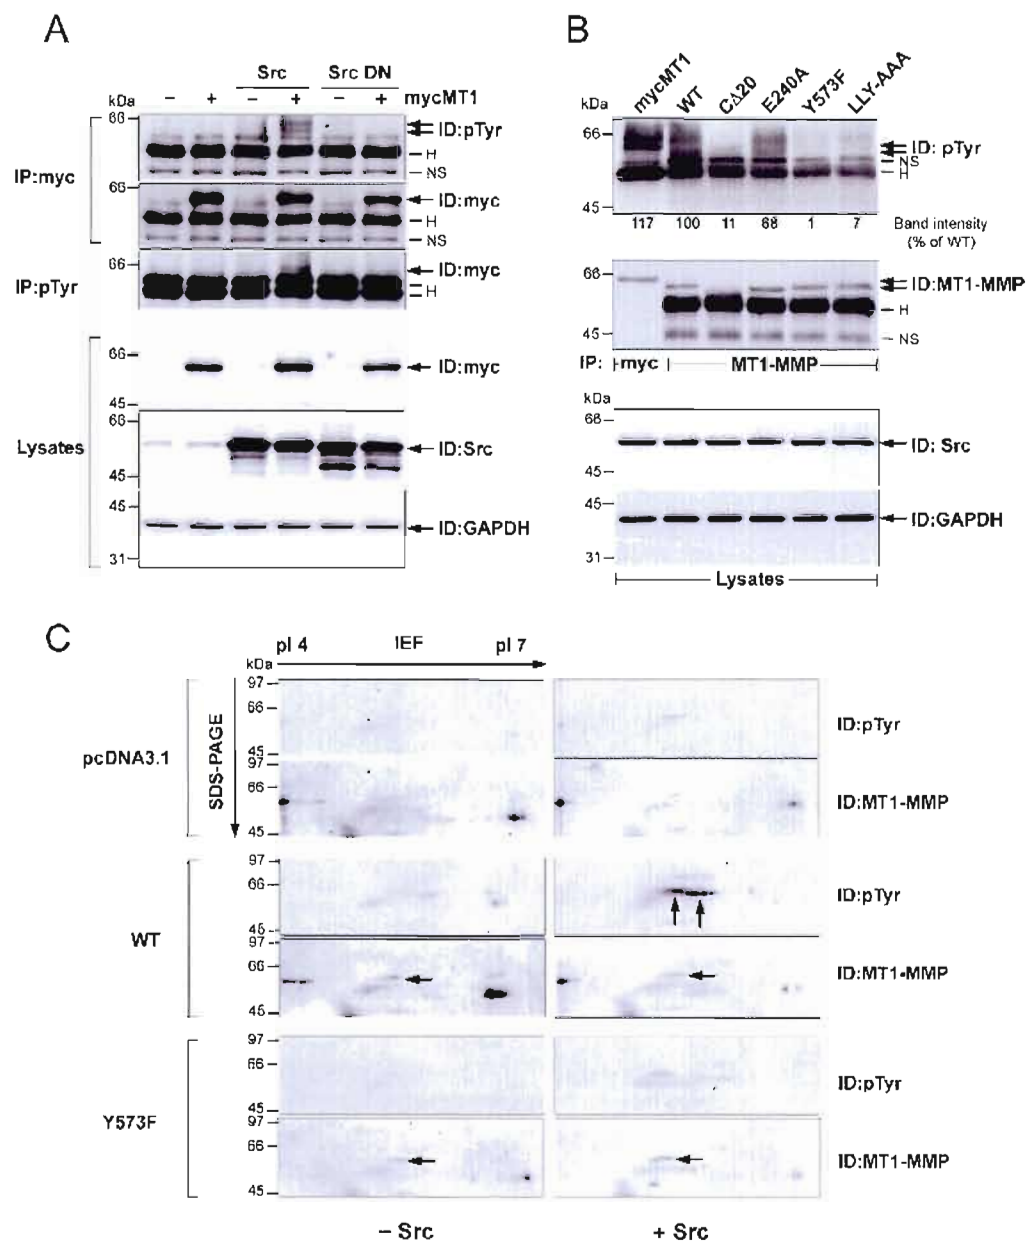 A
Src
Src DN
kDa
– + – + – + mycMT1
66
ID:pTyr
H
NS
IP:myc
66
ID:myc
H
NS
IP:pTyr
66
ID:myc
H
66
ID:myc
45
Lysates
66
ID:Src
45
45
ID:GAPDH
31
B
mycMT1 WT CΔ20 E240A Y573F LLY-AAA
kDa
66
ID: pTyr
NS
H
45
117 100 11 68 1 7 Band intensity
(% of WT)
66
ID:MT1-MMP
H
45
NS
IP: myc MT1-MMP
kDa
66
ID: Src
45
45
ID:GAPDH
31
Lysates
C
pI 4 IEF pI 7
kDa
SDS-PAGE
pcDNA3.1
97
66
45
ID:pTyr
97
66
45
ID:MT1-MMP
WT
97
66
45
ID:pTyr
97
66
45
ID:MT1-MMP
Y573F
97
66
45
ID:pTyr
97
66
45
ID:MT1-MMP
– Src + Src